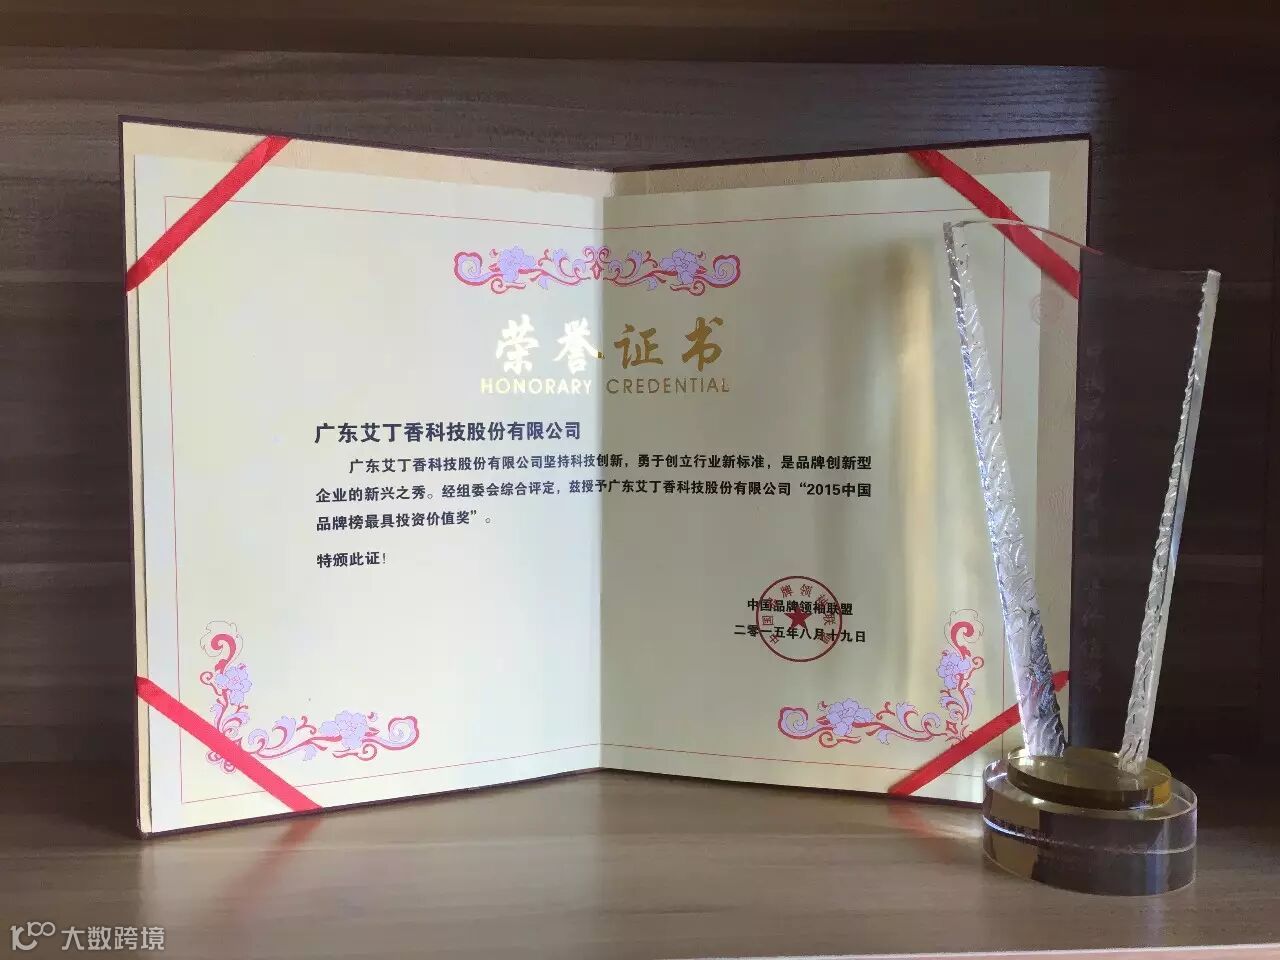 荣誉证书
HONORARY CREDENTIAL
广东艾丁香科技股份有限公司
广东艾丁香科技股份有限公司坚持科技创新，勇于创立行业新标准，是品牌创新型
企业的新兴之秀。经组委会综合评定，兹授予广东艾丁香科技股份有限公司“2015中国
品牌榜最具投资价值奖”。
特颁此证！
中国品牌领袖联盟
二零一五年八月十九日
大数跨境